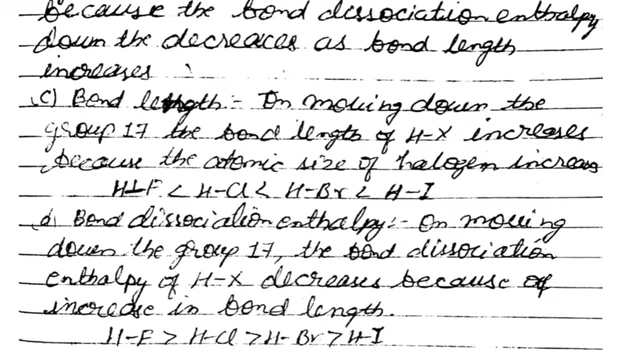 because the bond dissociation enthalpy
down the decreaces as bond length
increases
(c) Bond length:- On moving down the
group 17 the bond length of H-X increases
because the atomic size of halogen increases
H-F < H-Cl < H-Br < H-I
(d) Bond dissociation enthalpy:- On moving
down the group 17, the bond dissociation
enthalpy of H-X decreases because of
increase in bond length.
H-F > H-Cl > H-Br > H-I